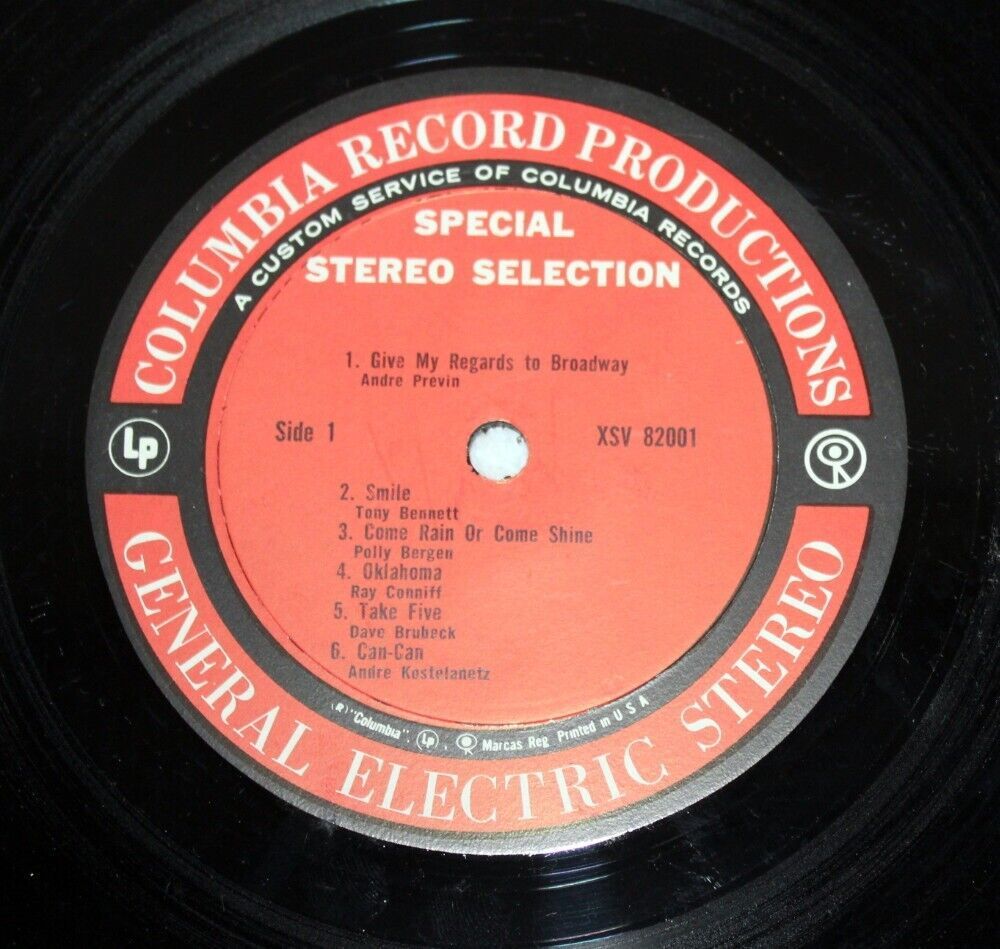 COLUMBIA RECORD PRODUCTIONS
A CUSTOM SERVICE OF COLUMBIA RECORDS
SPECIAL
STEREO SELECTION
1. Give My Regards to Broadway
Andre Previn
Side 1
XSV 82001
LP
2. Smile
Tony Bennett
3. Come Rain Or Come Shine
Polly Bergen
4. Oklahoma
Ray Conniff
5. Take Five
Dave Brubeck
6. Can-Can
Andre Kostelanetz
(R) "Columbia", LP, Marcas Reg Printed in U S A
GENERAL ELECTRIC STEREO